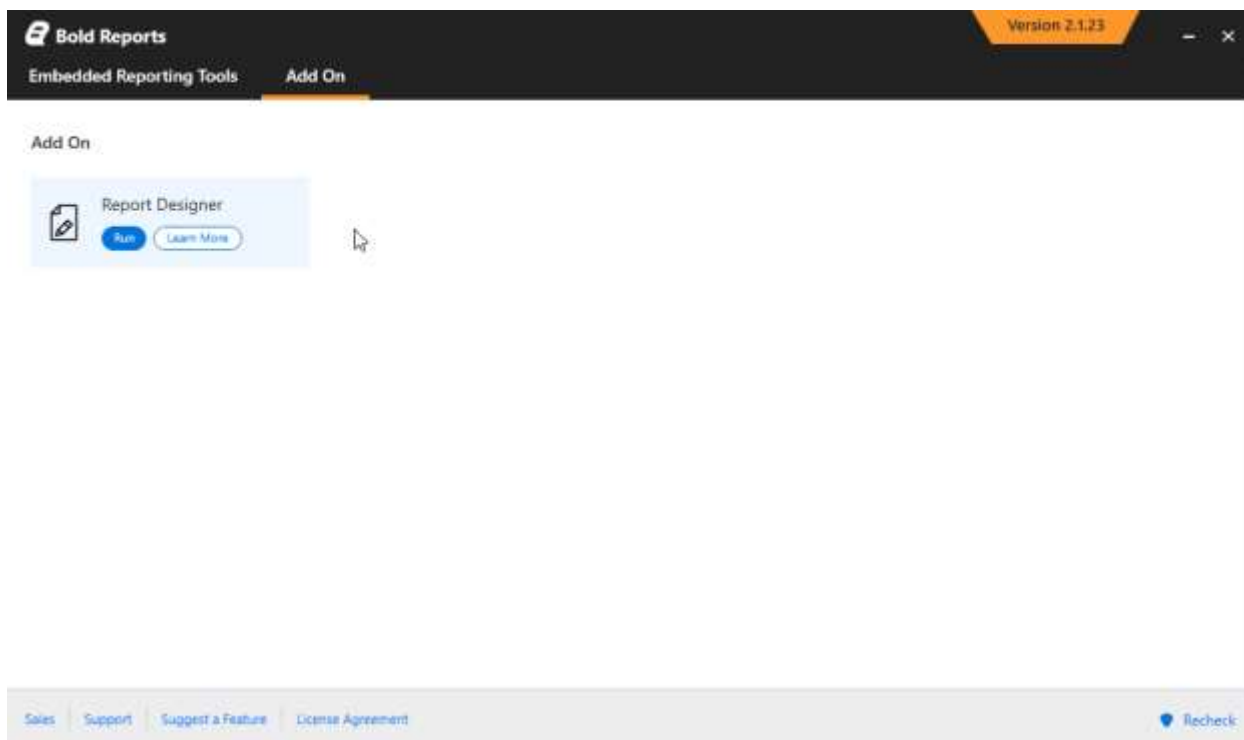 Bold Reports
Version 2.1.23
Embedded Reporting Tools Add On
Add On
Report Designer
Run Learn More
Sales Support Suggest a Feature License Agreement Recheck